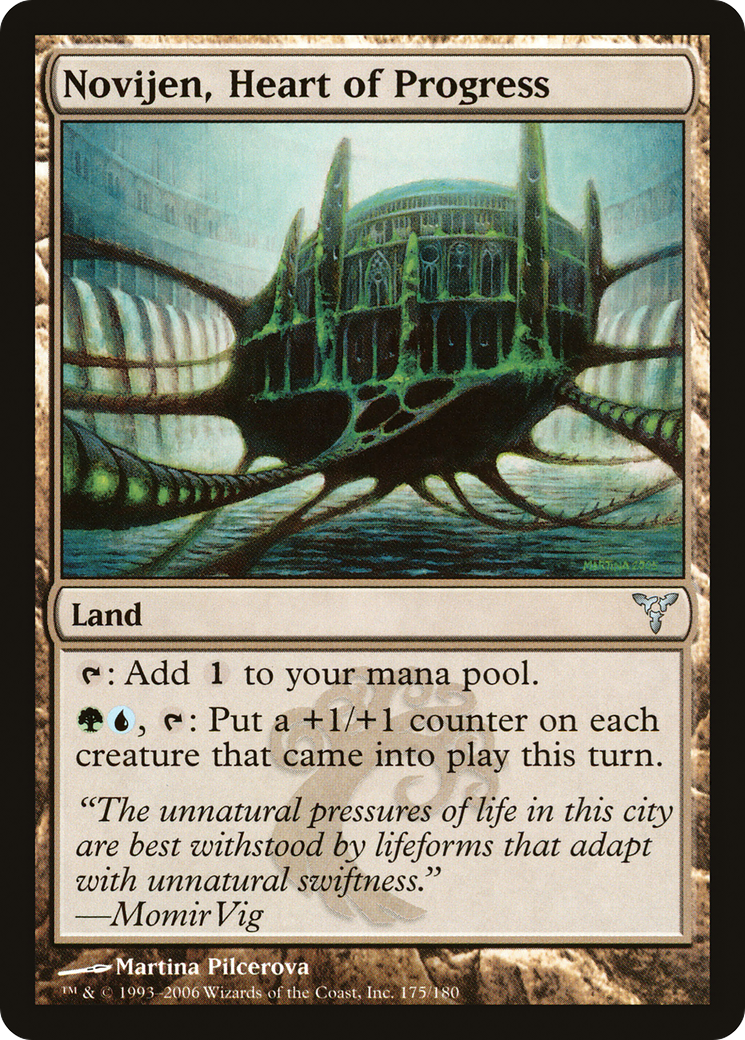 Novijen, Heart of Progress
MARTINA 2005
Land
: Add 1 to your mana pool.
, : Put a +1/+1 counter on each
creature that came into play this turn.
“The unnatural pressures of life in this city
are best withstood by lifeforms that adapt
with unnatural swiftness.”
—Momir Vig
Martina Pilcerova
™ & © 1993–2006 Wizards of the Coast, Inc. 175/180